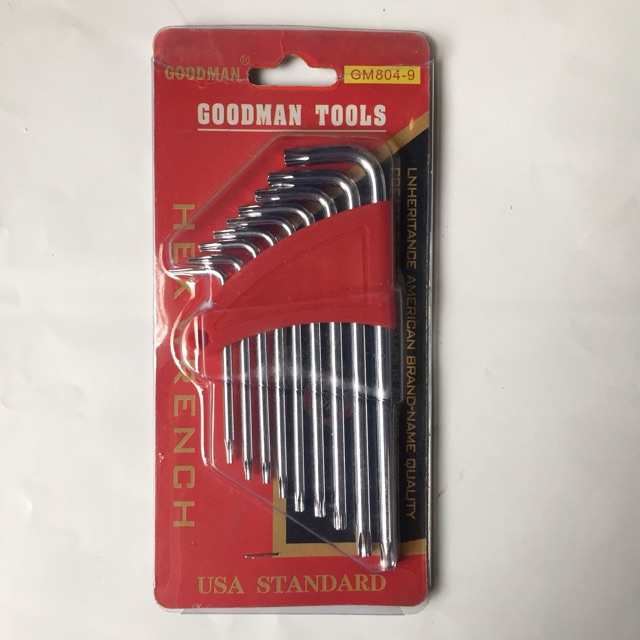 GOODMAN®
GM804-9
GOODMAN TOOLS
HEX WRENCH
LNHERITANCE AMERICAN BRAND-NAME QUALITY
USA STANDARD